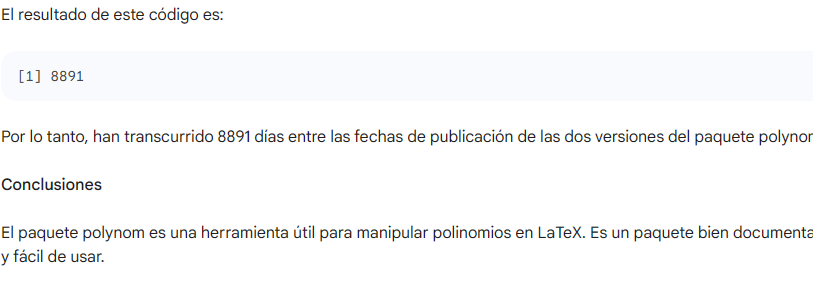 El resultado de este código es:
[1] 8891
Por lo tanto, han transcurrido 8891 días entre las fechas de publicación de las dos versiones del paquete
Conclusiones
El paquete polynom es una herramienta útil para manipular polinomios en LaTeX. Es un paquete bien
y fácil de usar.